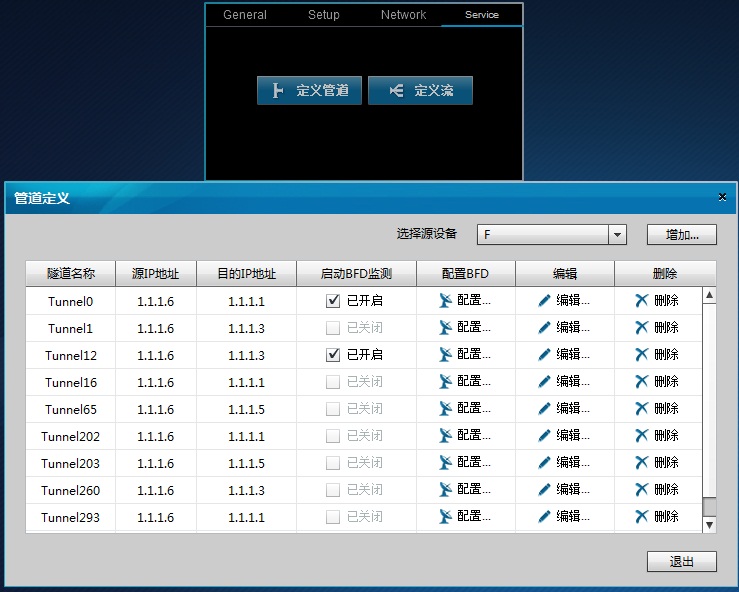 General Setup Network Service
定义管道 定义流
管道定义
选择源设备 F 增加...
隧道名称 源IP地址 目的IP地址 启动BFD监测 配置BFD 编辑 删除
Tunnel0 1.1.1.6 1.1.1.1 已开启 配置... 编辑... 删除
Tunnel1 1.1.1.6 1.1.1.3 已关闭 配置... 编辑... 删除
Tunnel12 1.1.1.6 1.1.1.3 已开启 配置... 编辑... 删除
Tunnel16 1.1.1.6 1.1.1.1 已关闭 配置... 编辑... 删除
Tunnel65 1.1.1.6 1.1.1.5 已关闭 配置... 编辑... 删除
Tunnel202 1.1.1.6 1.1.1.1 已关闭 配置... 编辑... 删除
Tunnel203 1.1.1.6 1.1.1.5 已关闭 配置... 编辑... 删除
Tunnel260 1.1.1.6 1.1.1.3 已关闭 配置... 编辑... 删除
Tunnel293 1.1.1.6 1.1.1.1 已关闭 配置... 编辑... 删除
退出